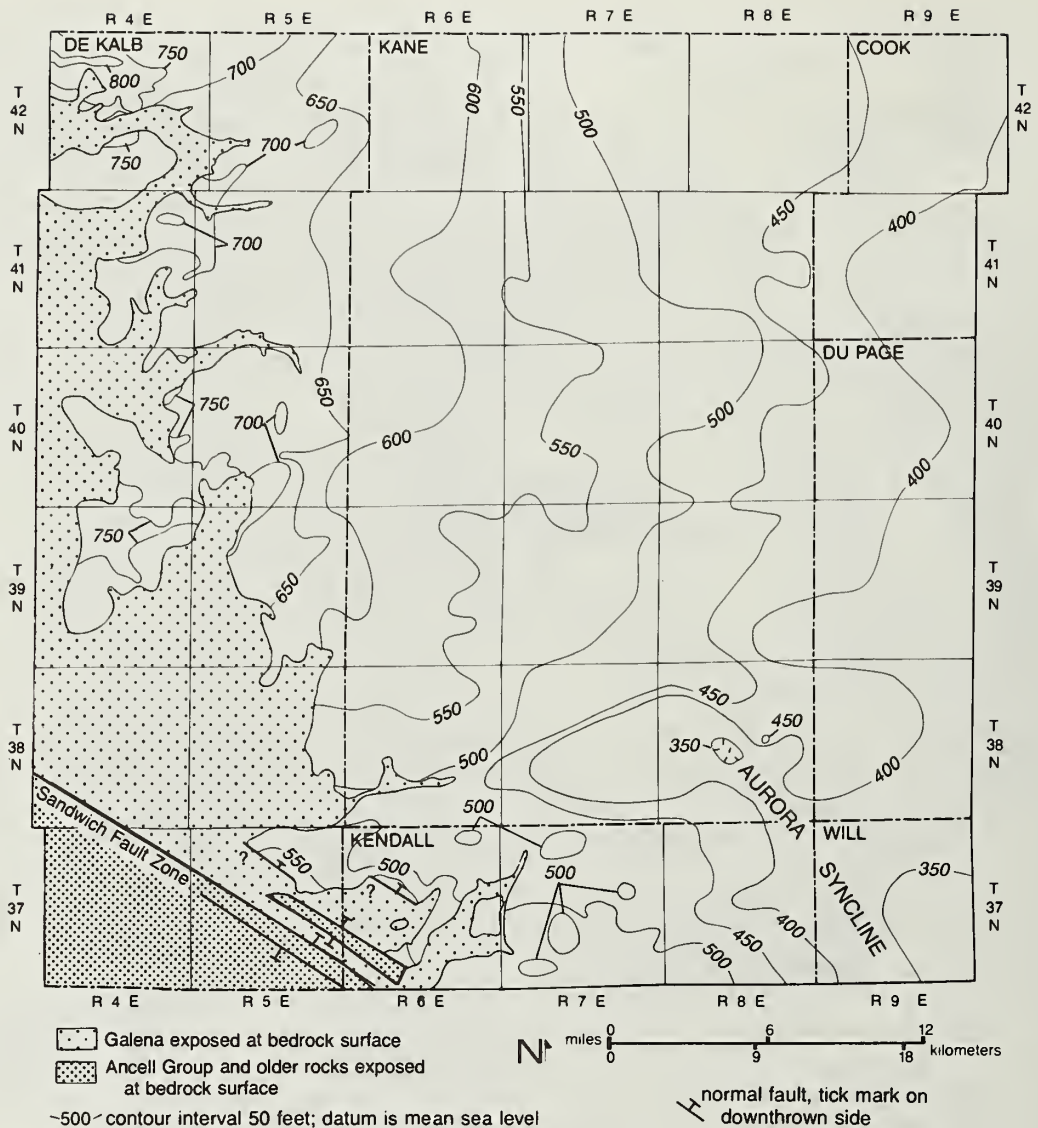 R 4 E R 5 E R 6 E R 7 E R 8 E R 9 E
DE KALB KANE COOK
750
800
700
650
600
550
500
T 42 N
T 42 N
700
750
450
400
700
T 41 N
T 41 N
DU PAGE
650
750
700
600
550
500
400
T 40 N
T 40 N
750
650
T 39 N
T 39 N
550
500
450
450
350
400
T 38 N
T 38 N
AURORA
SYNCLINE
Sandwich Fault Zone
KENDALL
WILL
500
?
550
?
500
500
350
450
400
500
T 37 N
T 37 N
R 4 E R 5 E R 6 E R 7 E R 8 E R 9 E
Galena exposed at bedrock surface
Ancell Group and older rocks exposed
at bedrock surface
500 contour interval 50 feet; datum is mean sea level
N
miles 0 6 12
0 9 18 kilometers
normal fault, tick mark on
downthrown side